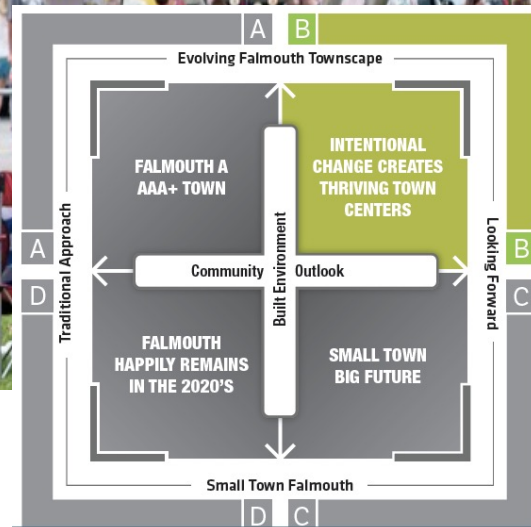 A B
Evolving Falmouth Townscape
FALMOUTH A
AAA+ TOWN
INTENTIONAL
CHANGE CREATES
THRIVING TOWN
CENTERS
A
D
Traditional Approach
Community Outlook
Built Environment
Looking Forward
B
C
FALMOUTH
HAPPILY REMAINS
IN THE 2020'S
SMALL TOWN
BIG FUTURE
Small Town Falmouth
D C